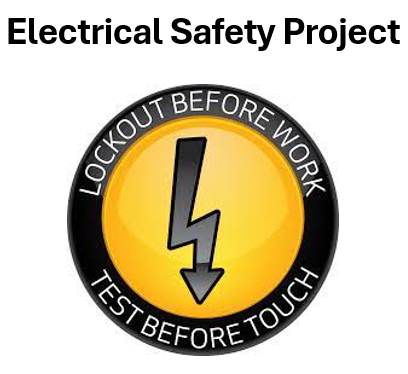 Electrical Safety Project
LOCKOUT BEFORE WORK
TEST BEFORE TOUCH